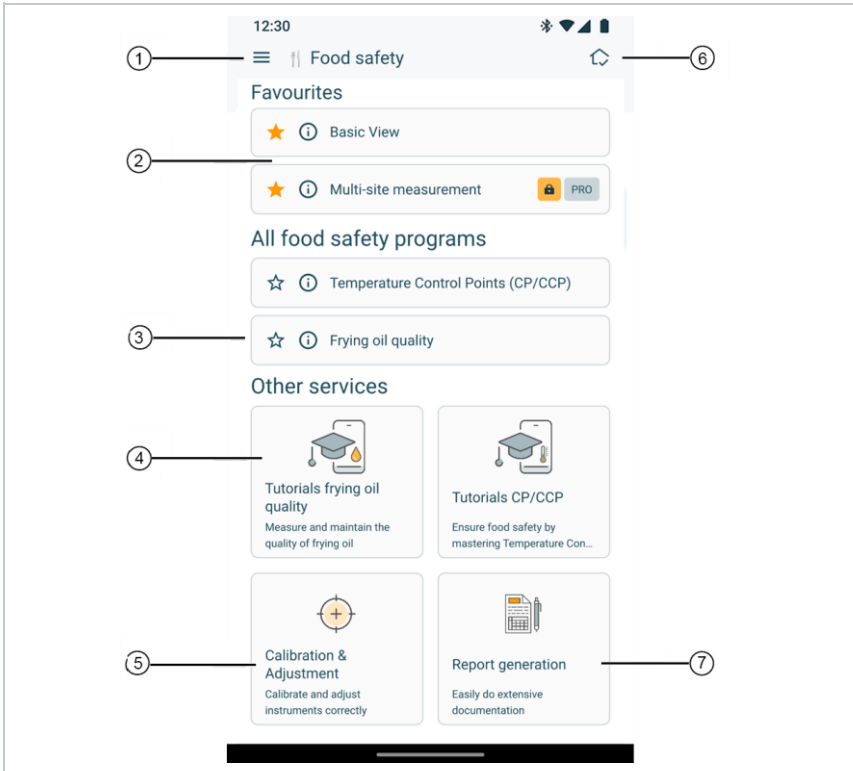 12:30
1
Food safety
6
Favourites
Basic View
2
Multi-site measurement PRO
All food safety programs
Temperature Control Points (CP/CCP)
3
Frying oil quality
Other services
4
Tutorials frying oil
quality
Measure and maintain the
quality of frying oil
Tutorials CP/CCP
Ensure food safety by
mastering Temperature Con...
5
Calibration &
Adjustment
Calibrate and adjust
instruments correctly
Report generation
Easily do extensive
documentation
7